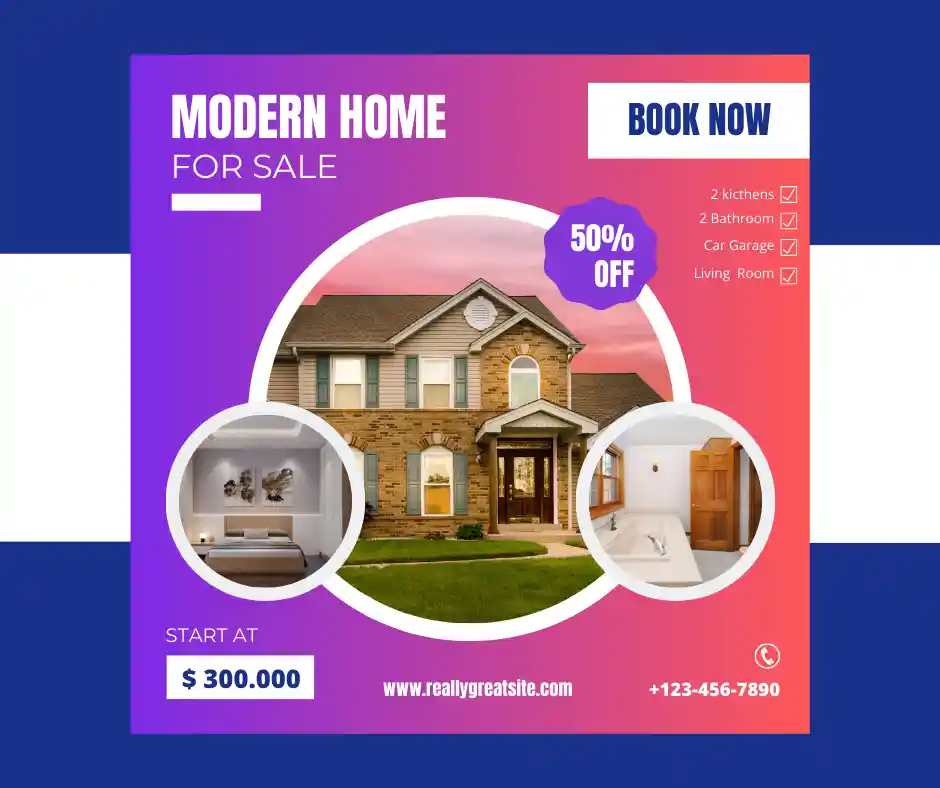 MODERN HOME
FOR SALE
BOOK NOW
2 kicthens
2 Bathroom
Car Garage
Living Room
50%
OFF
START AT
$ 300.000
www.reallygreatsite.com
+123-456-7890